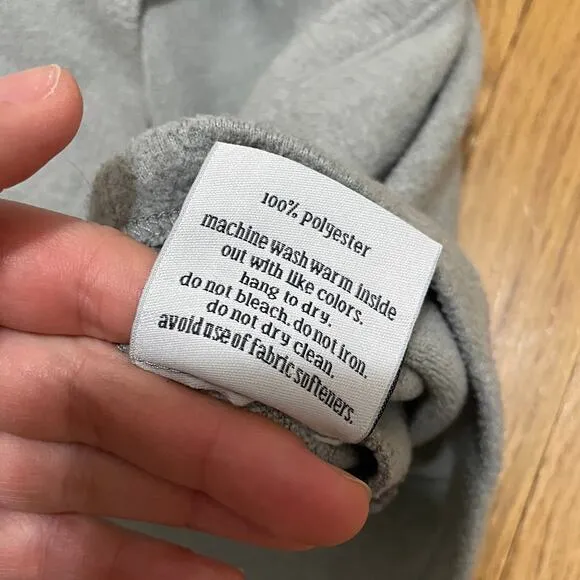 100% polyester
machine wash warm inside
out with like colors.
hang to dry.
do not bleach. do not iron.
do not dry clean.
avoid use of fabric softeners.